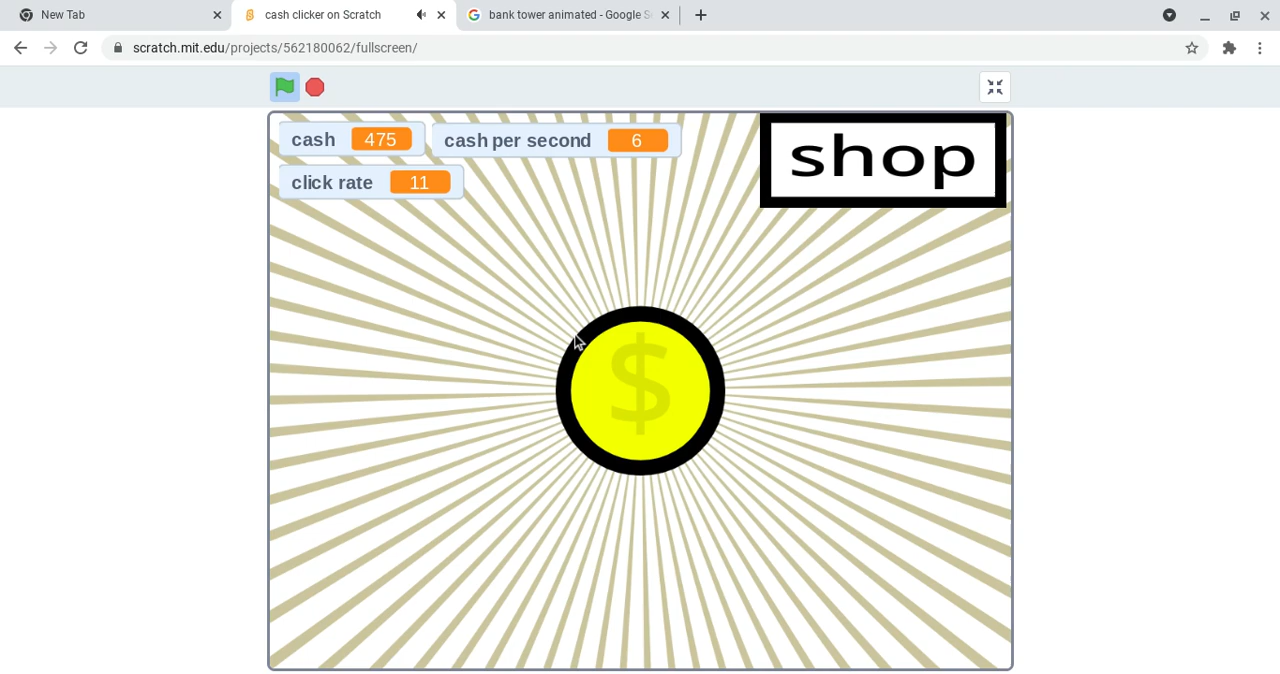 New Tab
cash clicker on Scratch
bank tower animated - Google S
scratch.mit.edu/projects/562180062/fullscreen/
cash 475
cash per second 6
shop
click rate 11
$